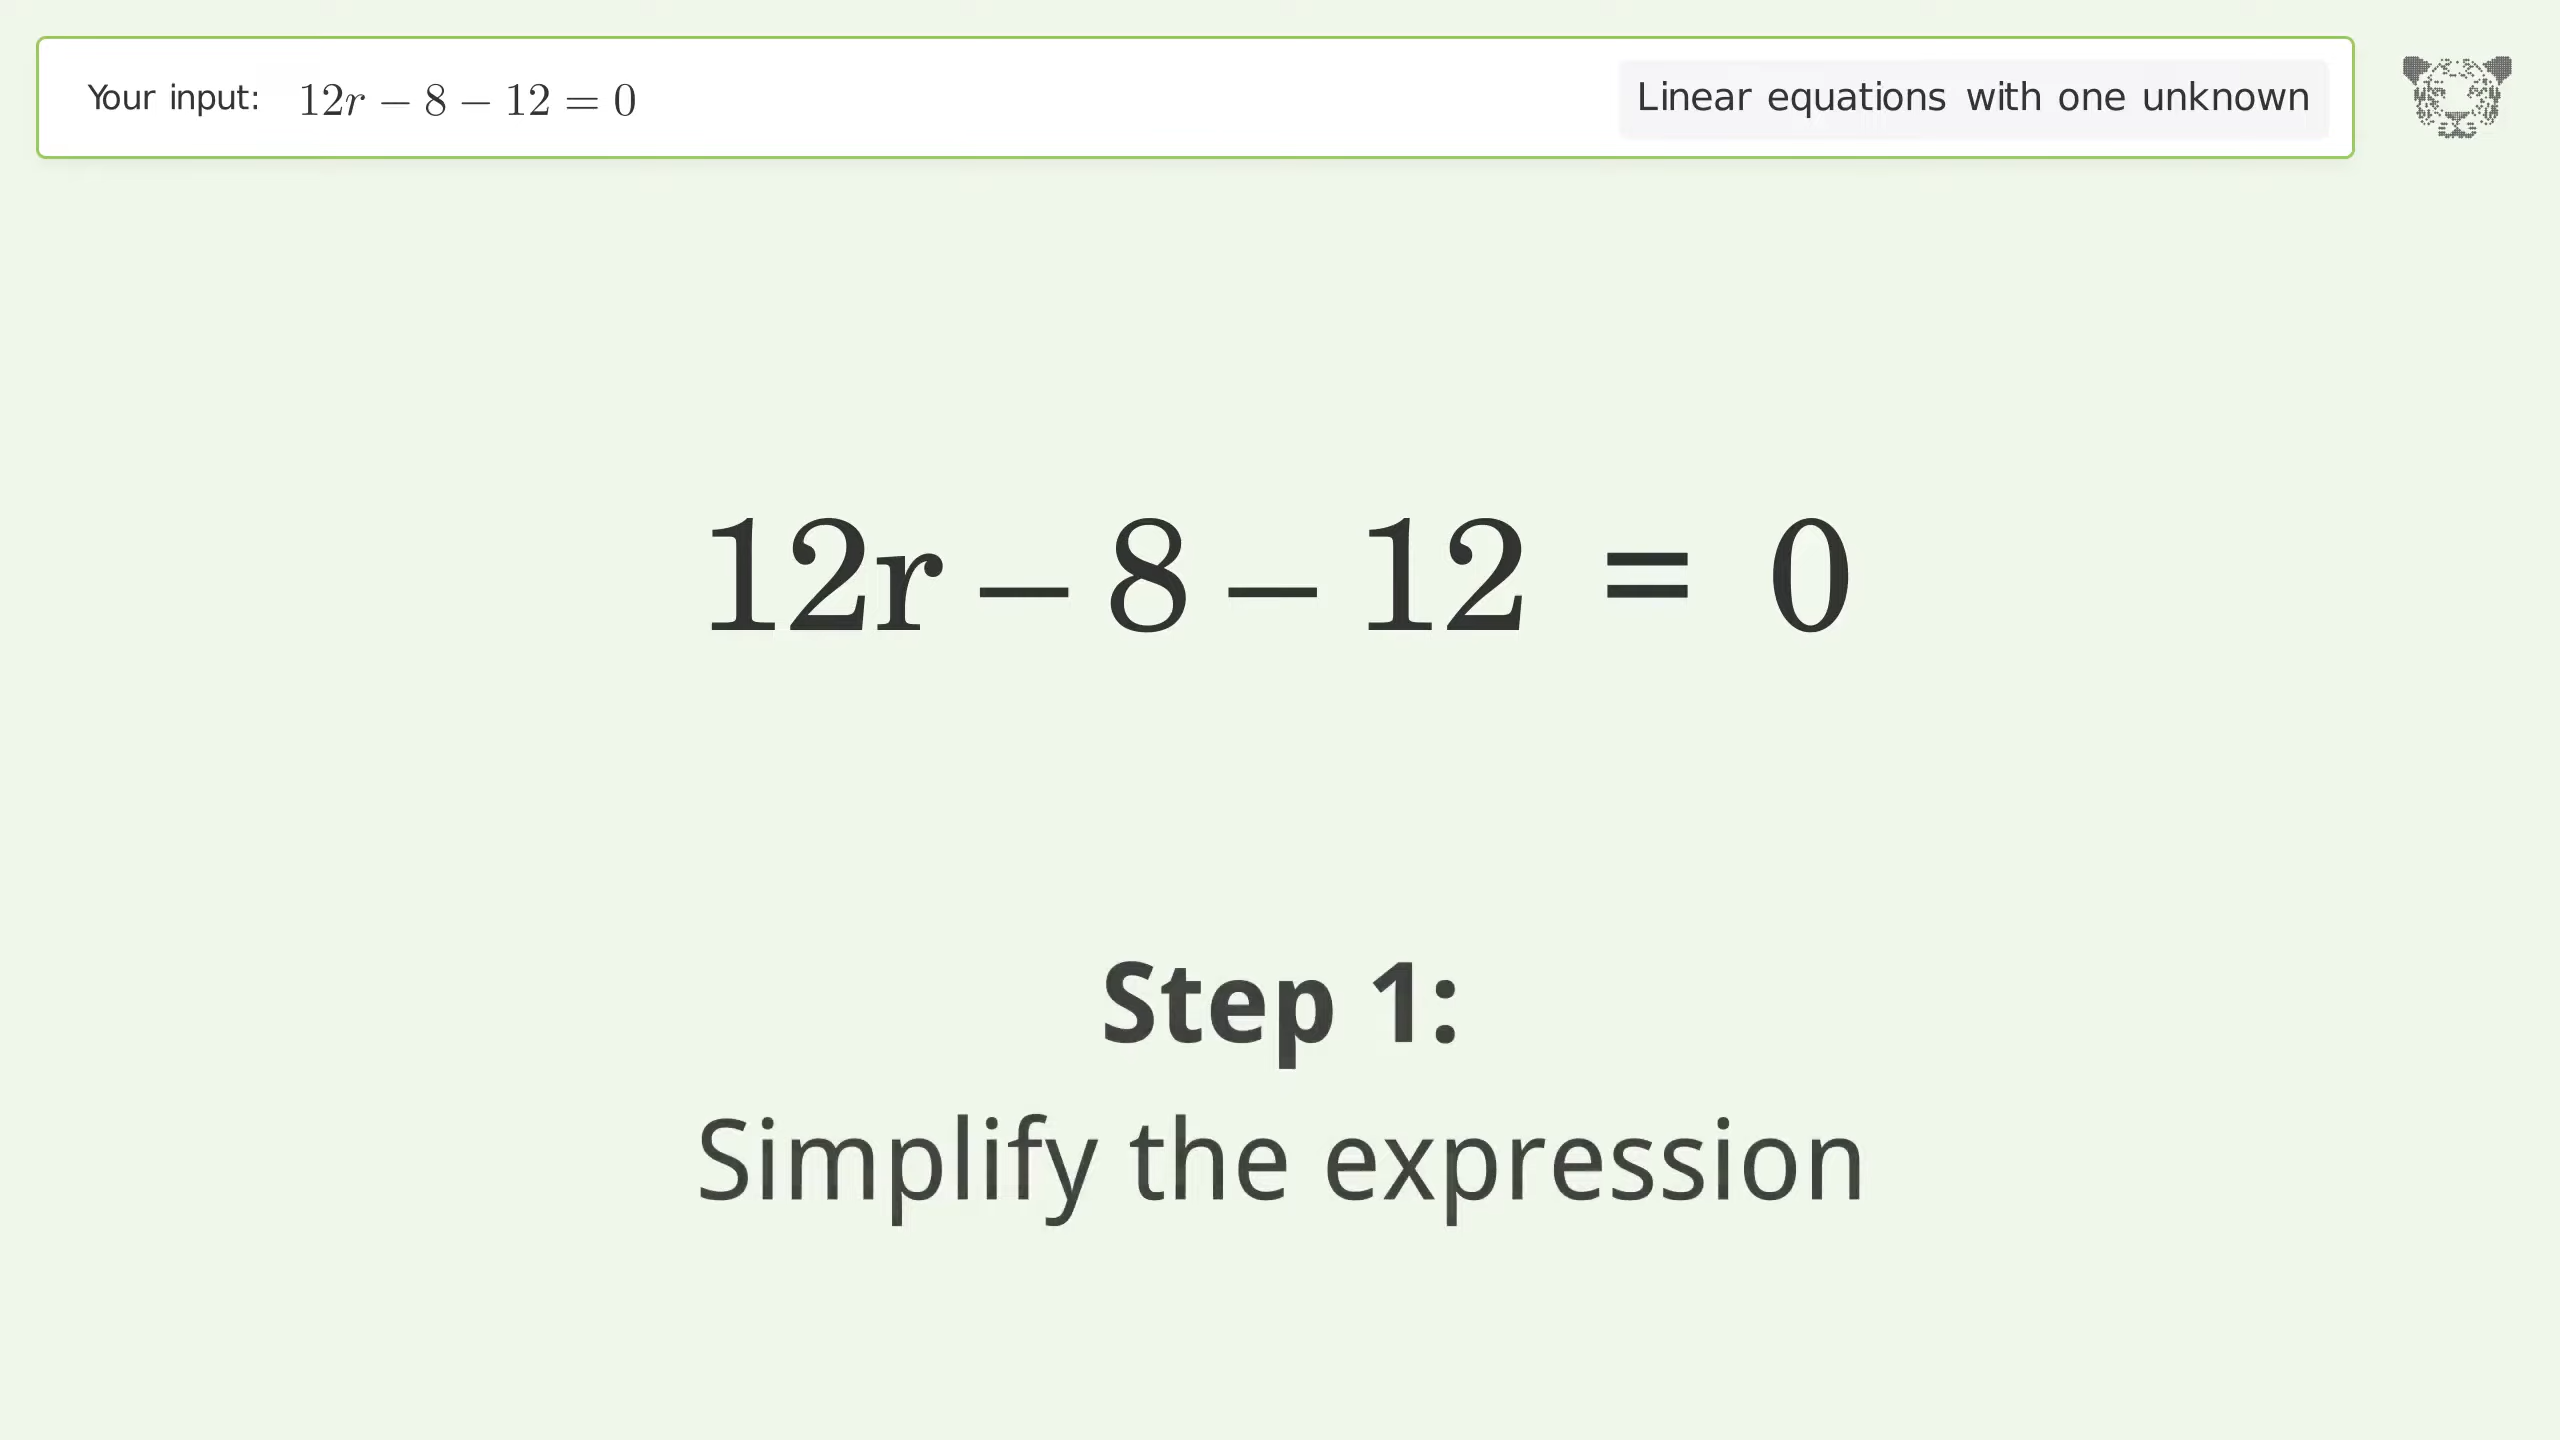 Your input: 12r − 8 − 12 = 0
Linear equations with one unknown
12r – 8 – 12 = 0
Step 1:
Simplify the expression